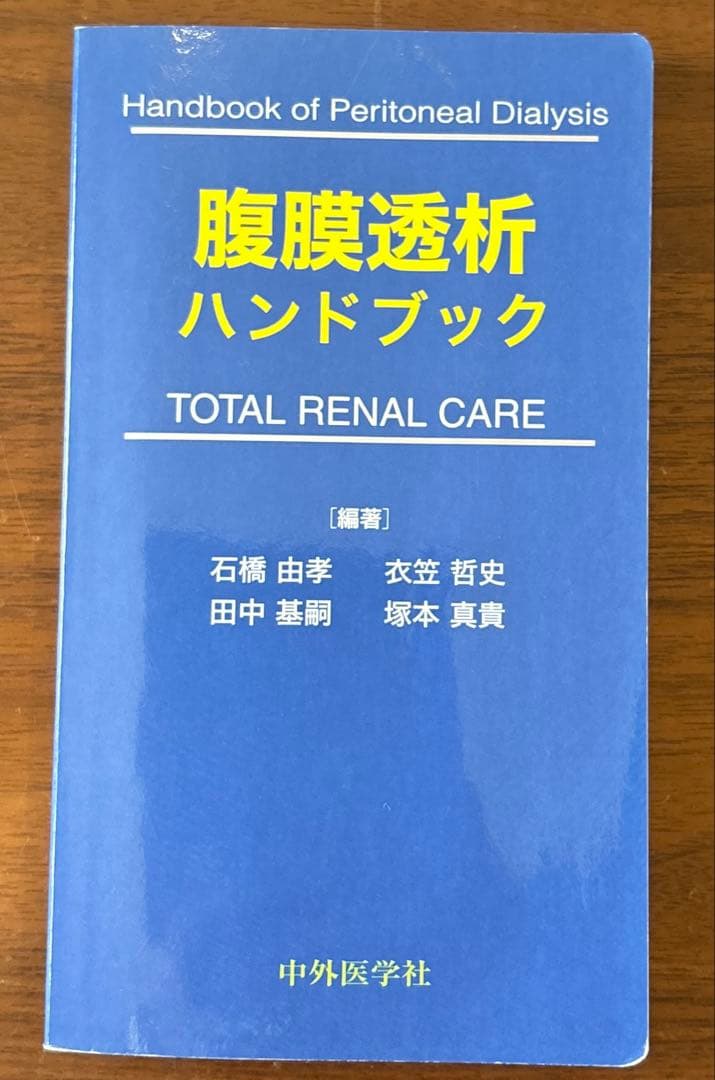 Handbook of Peritoneal Dialysis
腹膜透析
ハンドブック
TOTAL RENAL CARE
［編著］
石橋 由孝　衣笠 哲史
田中 基嗣　塚本 真貴
中外医学社